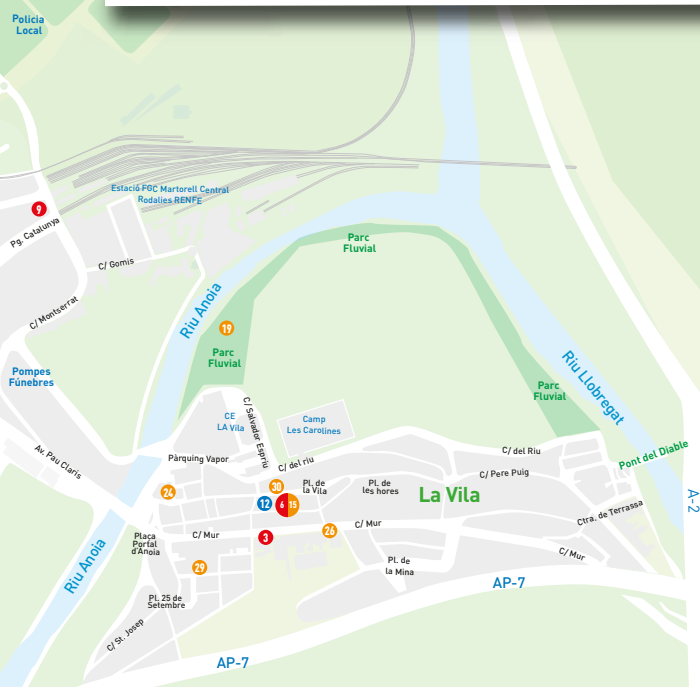 Policia
Local
Estació FGC Martorell Central
Rodalies RENFE
9
Pg. Catalunya
C/ Gomis
C/ Montserrat
Riu Anoia
Parc
Fluvial
19
Parc
Fluvial
Riu Llobregat
Parc
Fluvial
Pompes
Fúnebres
CE
LA Vila
C/ Salvador Espriu
Camp
Les Carolines
Av. Pau Claris
Pàrquing Vapor
C/ del riu
C/ del Riu
C/ Pere Puig
Pont del Diable
24
30
Pl. de
la Vila
Pl. de
les hores
La Vila
12
6
15
A-2
Ctra. de Terrassa
Plaça
Portal
d'Anoia
C/ Mur
3
26
C/ Mur
C/ Mur
Riu Anoia
29
Pl. de
la Mina
AP-7
Pl. 25 de
Setembre
C/ St. Josep
AP-7